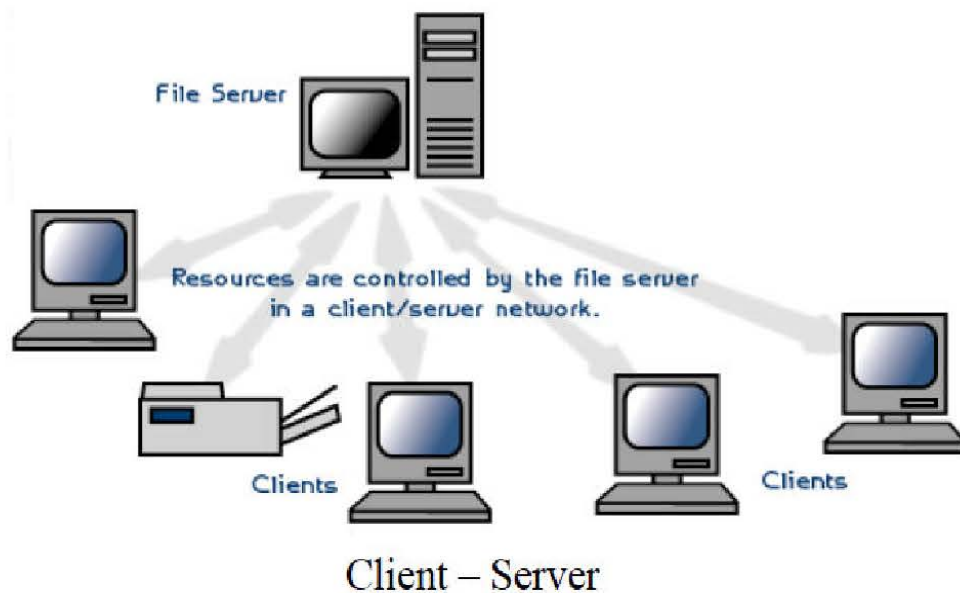 File Server
Resources are controlled by the file server
in a client/server network.
Clients
Clients
Client – Server